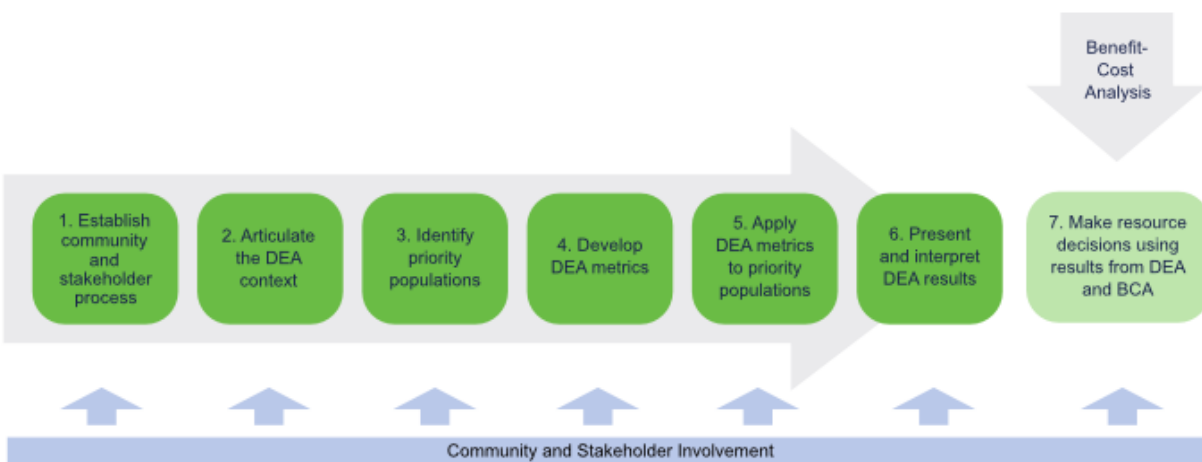 Benefit-
Cost
Analysis
1. Establish
community
and
stakeholder
process
2. Articulate
the DEA
context
3. Identify
priority
populations
4. Develop
DEA metrics
5. Apply
DEA metrics
to priority
populations
6. Present
and interpret
DEA results
7. Make resource
decisions using
results from DEA
and BCA
Community and Stakeholder Involvement